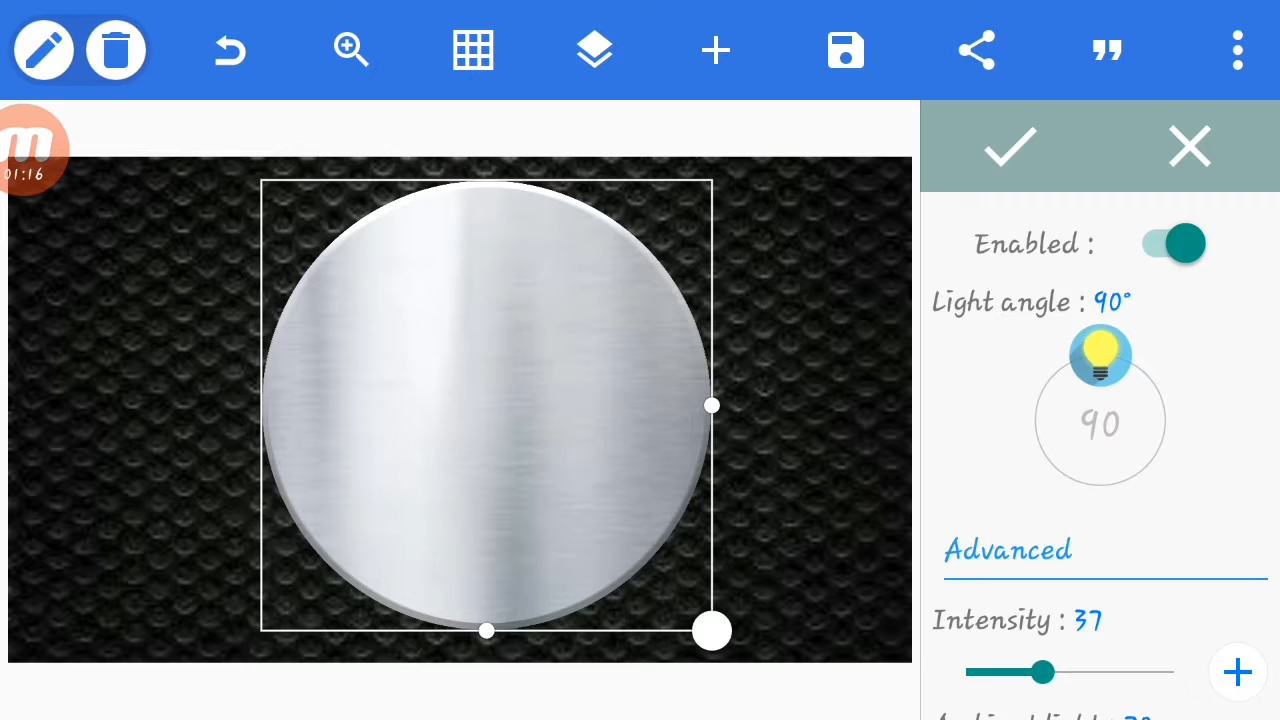 01:16
Enabled :
Light angle : 90°
90
Advanced
Intensity : 37